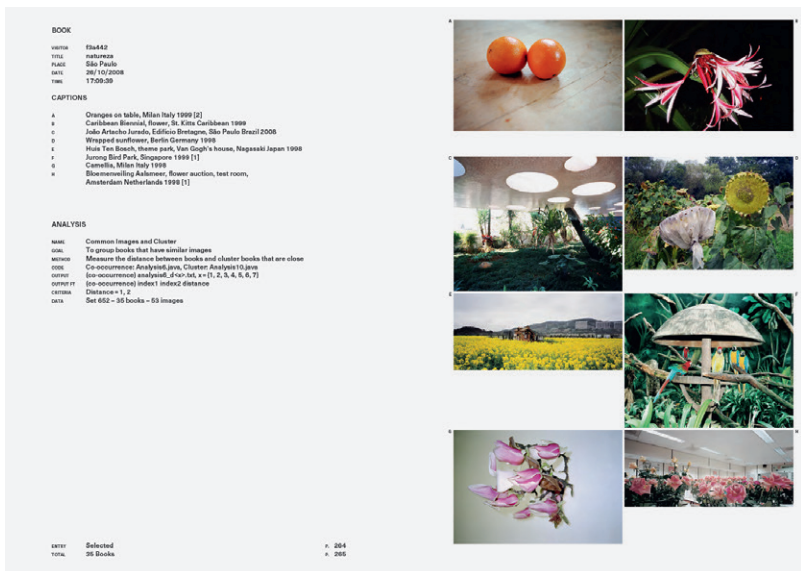 BOOK
VISITOR f3a442
TITLE natureza
PLACE São Paulo
DATE 26/10/2008
TIME 17:09:39
CAPTIONS
A Oranges on table, Milan Italy 1999 [2]
B Caribbean Biennial, flower, St. Kitts Caribbean 1999
C João Artacho Jurado, Edifício Bretagne, São Paulo Brazil 2008
D Wrapped sunflower, Berlin Germany 1995
E Huis Ten Bosch, theme park, Van Gogh's house, Nagasaki Japan 1996
F Jurong Bird Park, Singapore 1999 [1]
G Camellia, Milan Italy 1998
H Bloemenveiling Aalsmeer, flower auction, test room,
Amsterdam Netherlands 1998 [1]
ANALYSIS
NAME Common Images and Cluster
GOAL To group books that have similar images
METHOD Measure the distance between books and cluster books that are close
CODE Co-occurrence: Analysis6.java, Cluster: Analysis10.java
OUTPUT (co-occurrence) analysis6_d<x>.txt, x = {1, 2, 3, 4, 5, 6, 7}
OUTPUT FT (co-occurrence) index1 index2 distance
CRITERIA Distance = 1, 2
DATA Set 652 – 35 books – 53 images
ENTRY Selected P. 264
TOTAL 35 Books P. 265
A
B
C
D
E
F
G
H